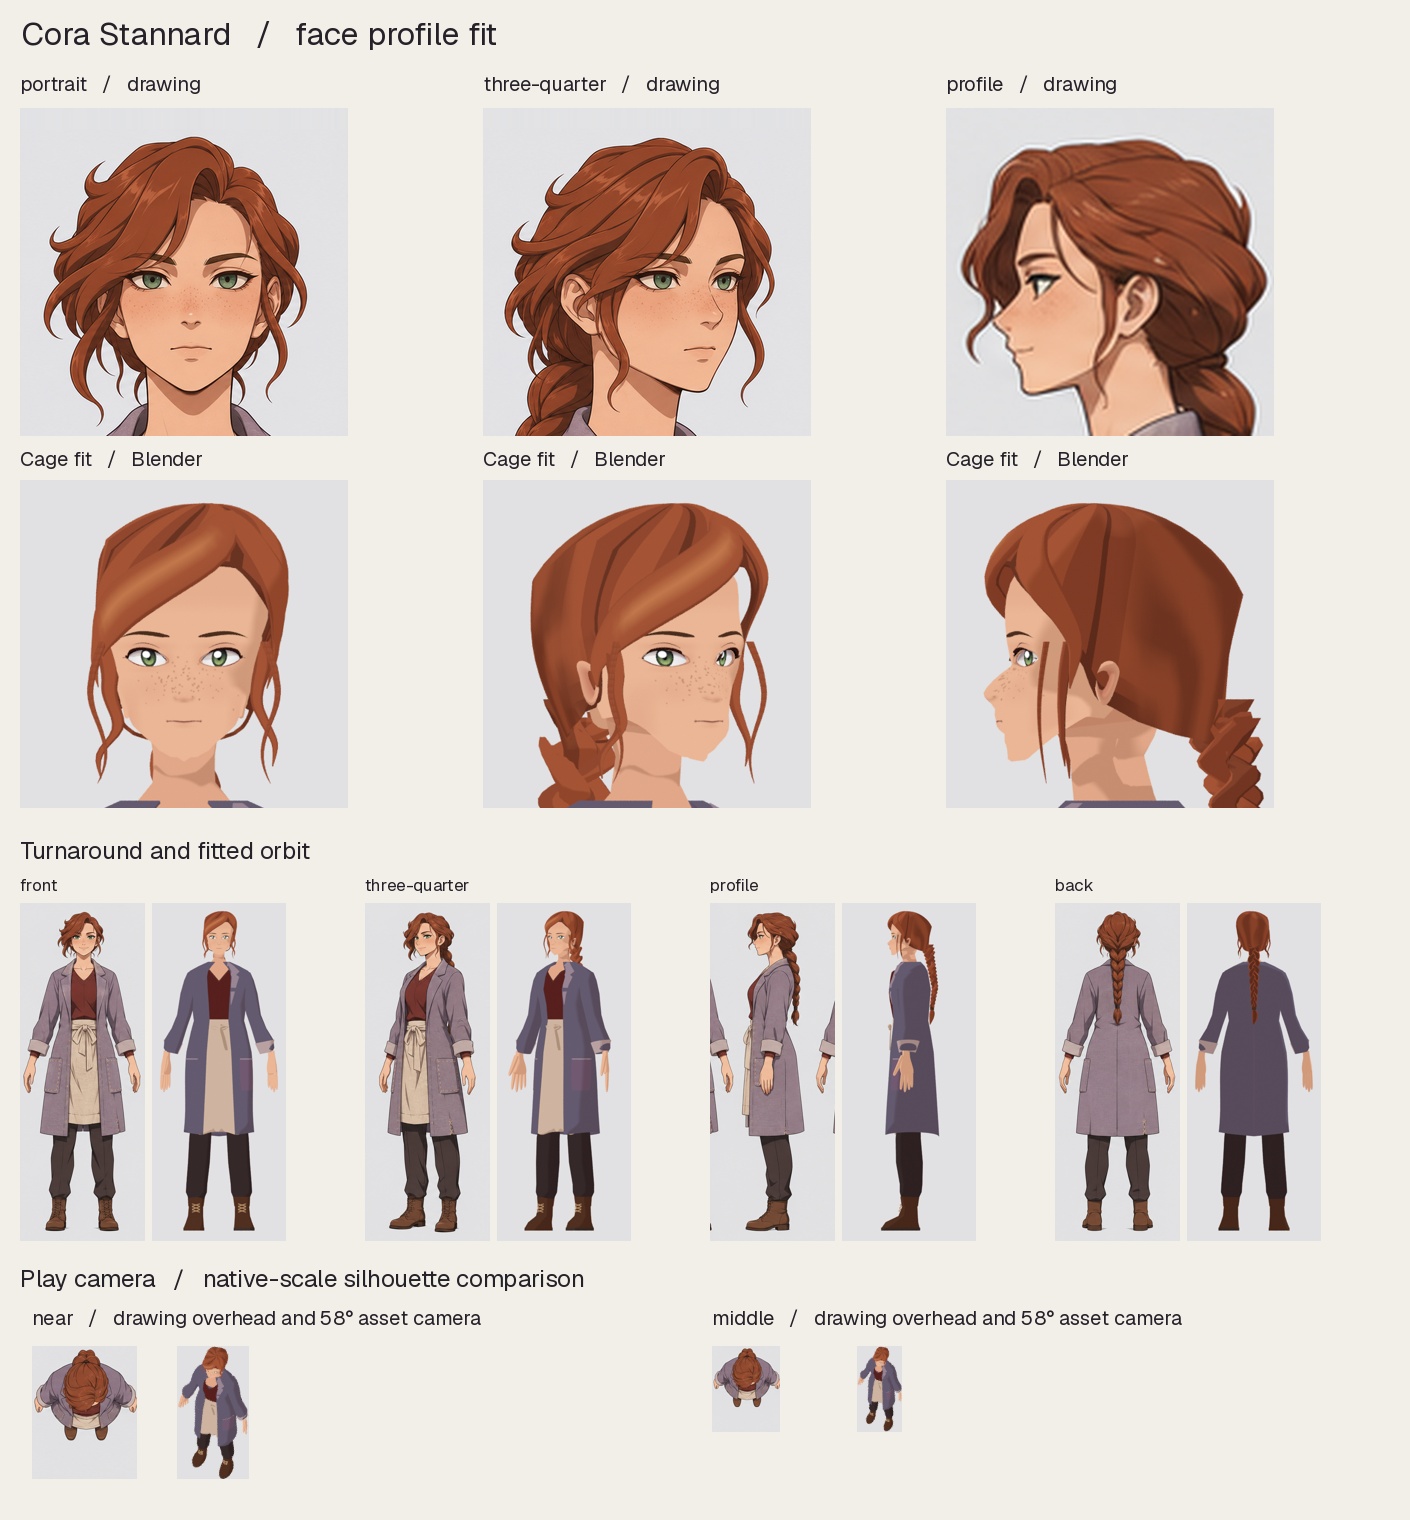 Cora Stannard / face profile fit
portrait / drawing
three-quarter / drawing
profile / drawing
Cage fit / Blender
Cage fit / Blender
Cage fit / Blender
Turnaround and fitted orbit
front
three-quarter
profile
back
Play camera / native-scale silhouette comparison
near / drawing overhead and 58° asset camera
middle / drawing overhead and 58° asset camera